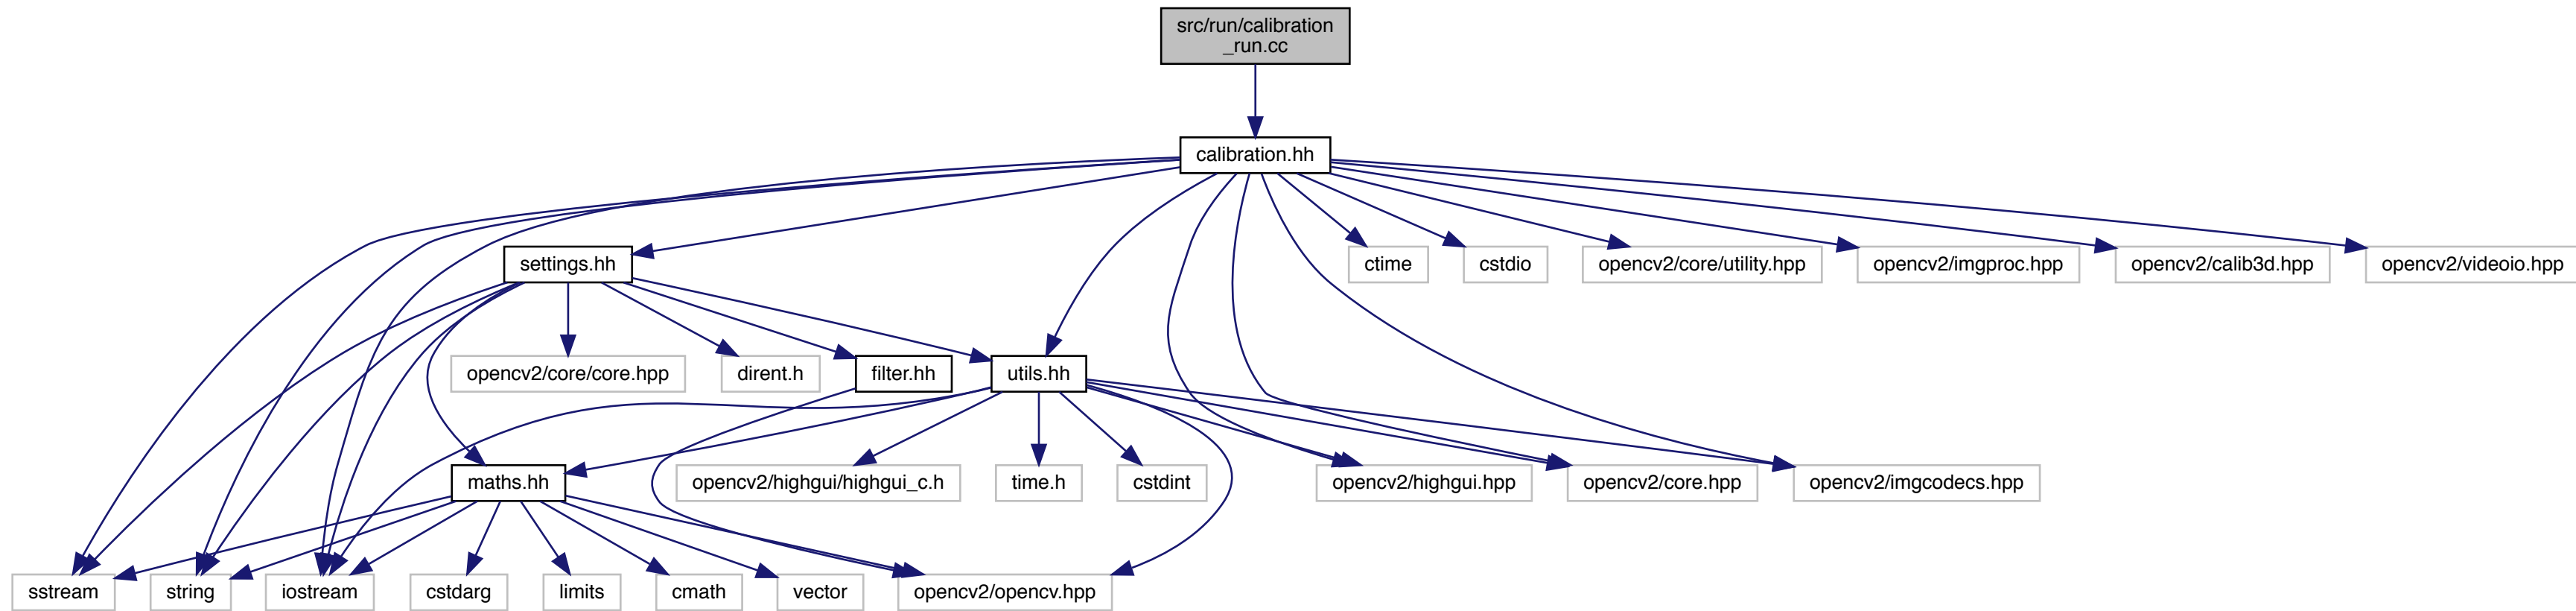 src/run/calibration
_run.cc
calibration.hh
settings.hh
ctime
cstdio
opencv2/core/utility.hpp
opencv2/imgproc.hpp
opencv2/calib3d.hpp
opencv2/videoio.hpp
opencv2/core/core.hpp
dirent.h
filter.hh
utils.hh
maths.hh
opencv2/highgui/highgui_c.h
time.h
cstdint
opencv2/highgui.hpp
opencv2/core.hpp
opencv2/imgcodecs.hpp
sstream
string
iostream
cstdarg
limits
cmath
vector
opencv2/opencv.hpp